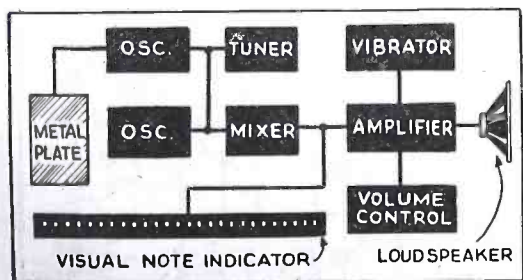 OSC.
TUNER
VIBRATOR
METAL
PLATE
OSC.
MIXER
AMPLIFIER
VOLUME
CONTROL
VISUAL NOTE INDICATOR
LOUDSPEAKER